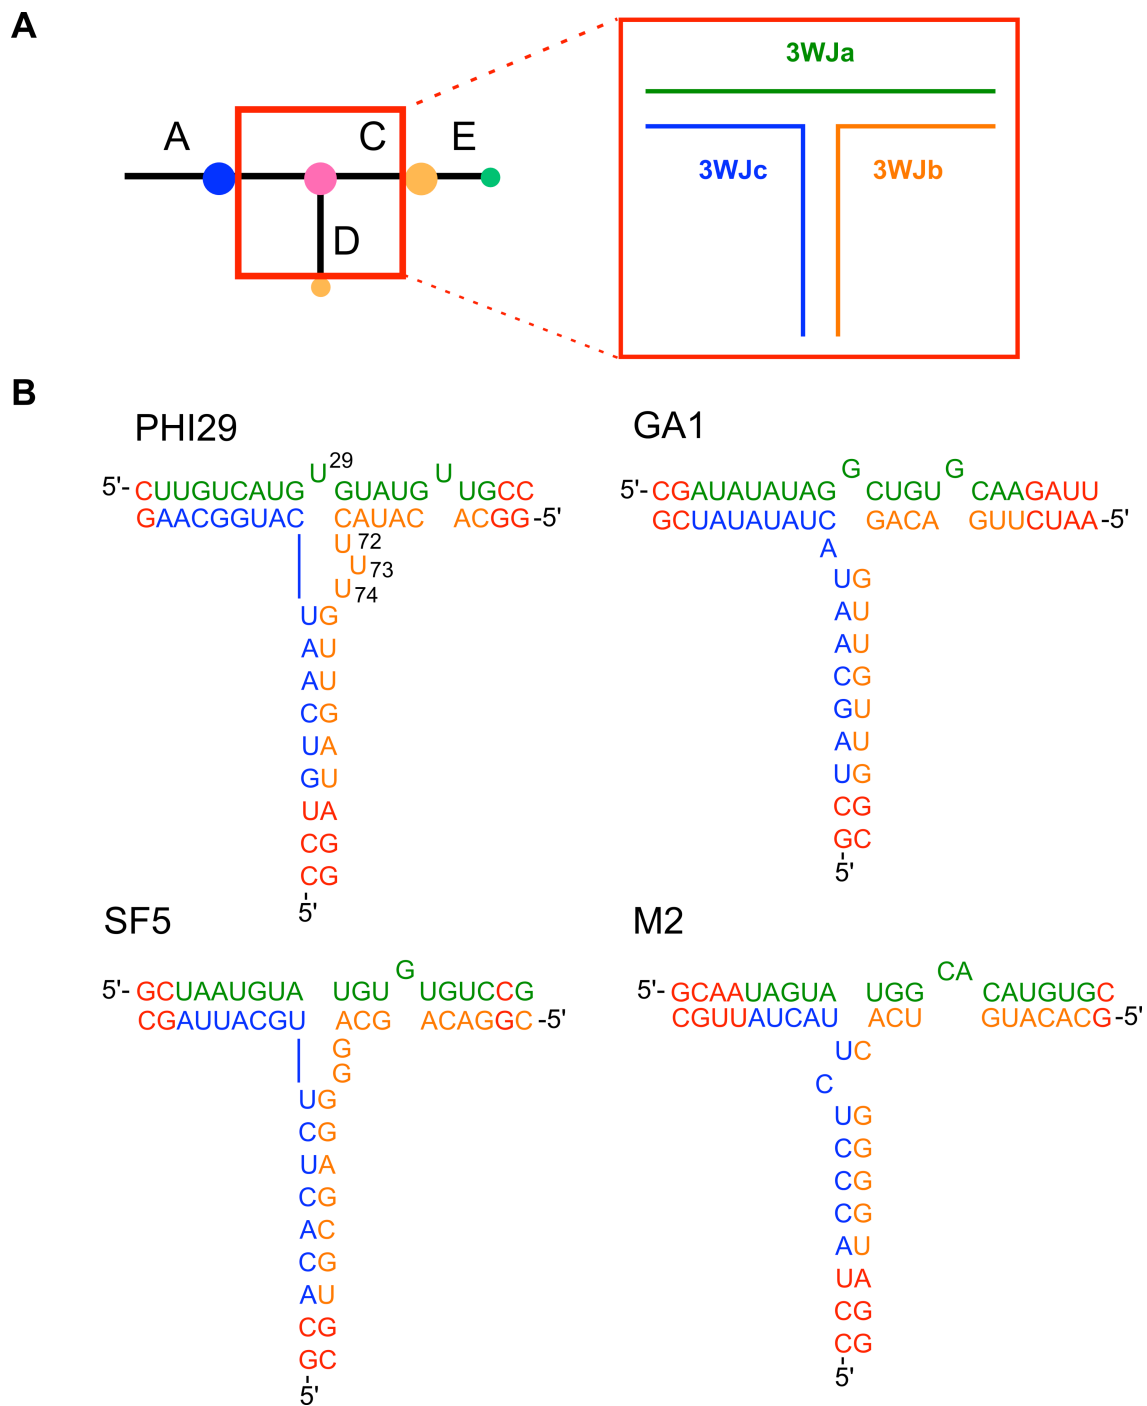 A
A
C
E
D
3WJa
3WJc
3WJb
B
PHI29
U29
U
5'-CUUGUCAUG GUAUG UGCC
GAACGGUAC CAUAC ACGG-5'
U72
U73
U74
UG
AU
AU
CG
UA
GU
UA
CG
CG
5'
GA1
G
G
5'-CGAUAUAUAG CUGU CAAGAUU
GCUAUAUAUC GACA GUUCUAA-5'
A
UG
AU
AU
CG
GU
AU
UG
CG
GC
5'
SF5
G
5'-GCUAAUGUA UGU UGUCCG
CGAUUACGU ACG ACAGGC-5'
G
G
UG
CG
UA
CG
AC
CG
AU
CG
GC
5'
M2
CA
5'-GCAAUAGUA UGG CAUGUGC
CGUUAUCAU ACU GUACACG-5'
UC
C
UG
CG
CG
CG
AU
UA
CG
CG
5'